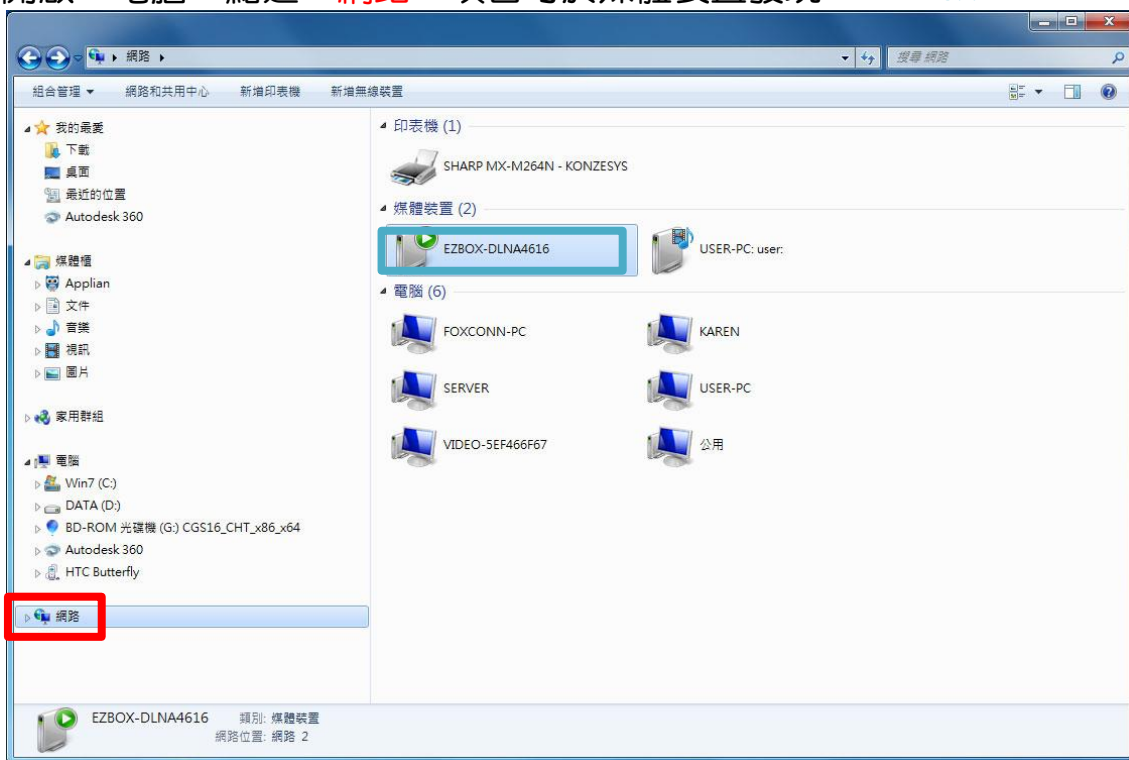 網路
搜尋 網路
組合管理 網路和共用中心 新增印表機 新增無線裝置
我的最愛
下載
桌面
最近的位置
Autodesk 360
媒體櫃
Applian
文件
音樂
視訊
圖片
家用群組
電腦
Win7 (C:)
DATA (D:)
BD-ROM 光碟機 (G:) CGS16_CHT_x86_x64
Autodesk 360
HTC Butterfly
網路
印表機 (1)
SHARP MX-M264N - KONZESYS
媒體裝置 (2)
EZBOX-DLNA4616 USER-PC: user:
電腦 (6)
FOXCONN-PC KAREN
SERVER USER-PC
VIDEO-5EF466F67 公用
EZBOX-DLNA4616 類別: 媒體裝置
網路位置: 網路 2